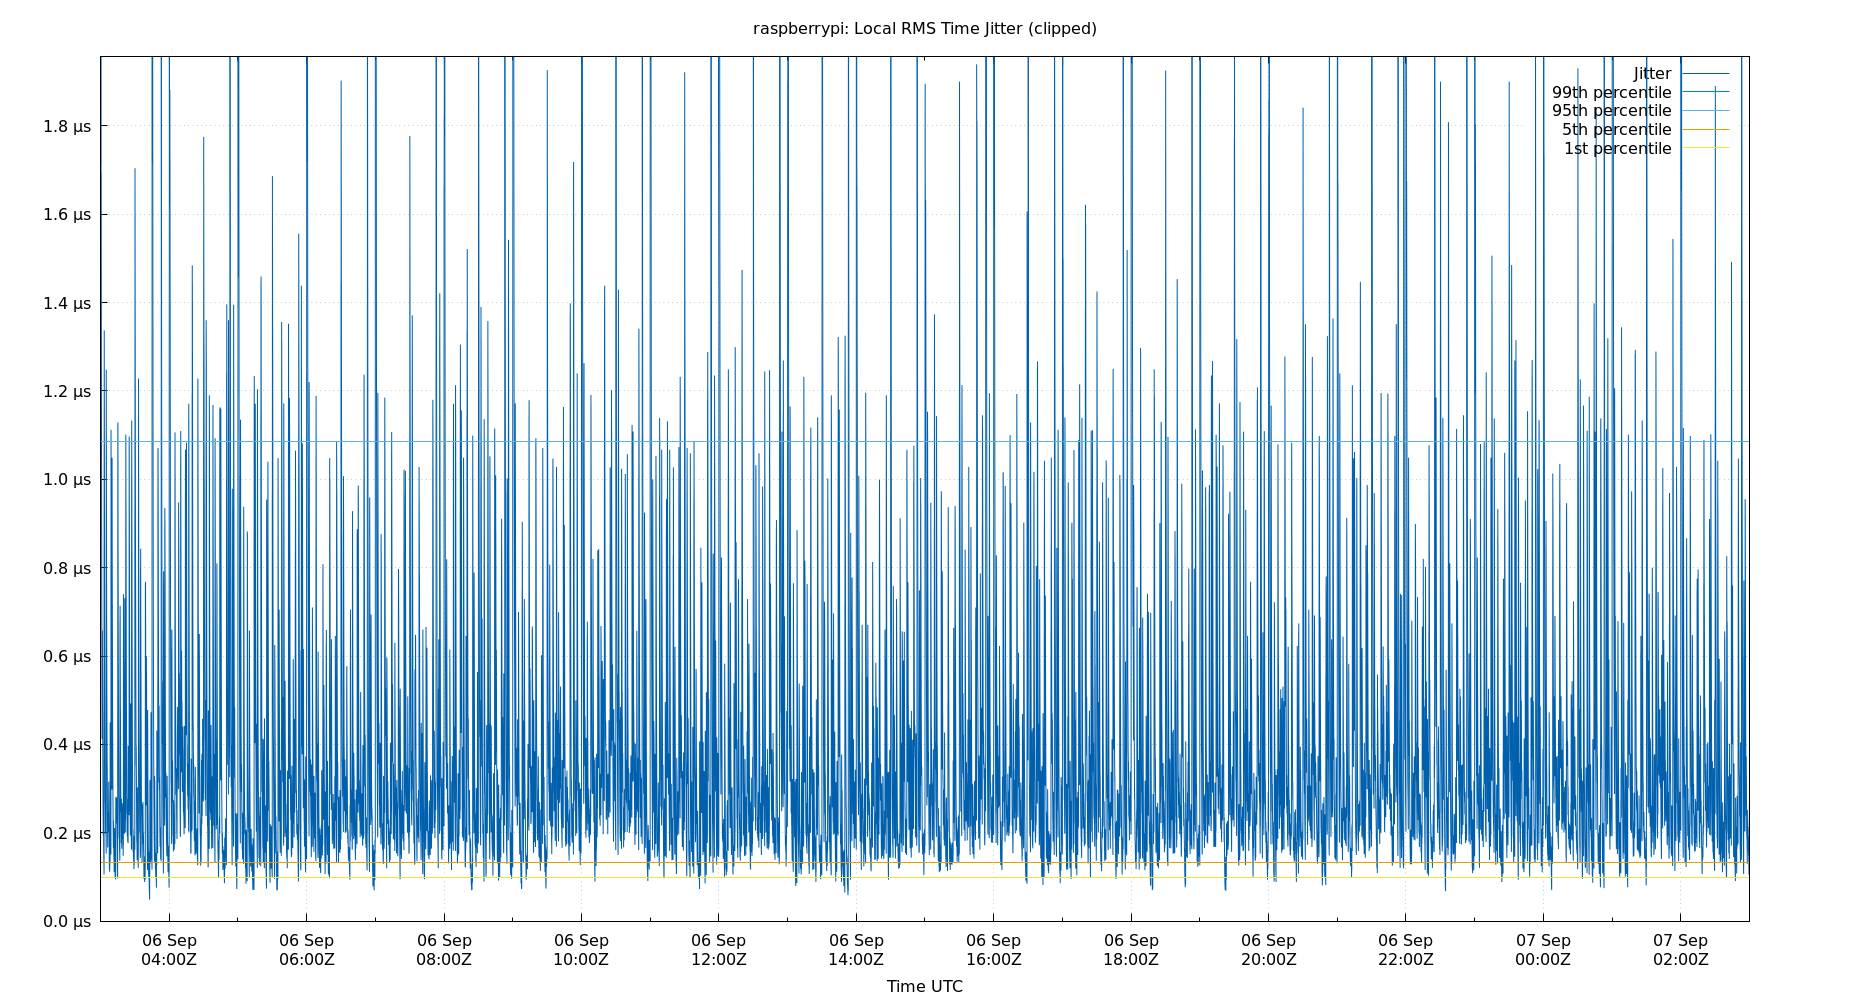 raspberrypi: Local RMS Time Jitter (clipped)
Jitter
99th percentile
95th percentile
5th percentile
1st percentile
1.8 µs
1.6 µs
1.4 µs
1.2 µs
1.0 µs
0.8 µs
0.6 µs
0.4 µs
0.2 µs
0.0 µs
06 Sep 06 Sep 06 Sep 06 Sep 06 Sep 06 Sep 06 Sep 06 Sep 06 Sep 06 Sep 07 Sep 07 Sep
04:00Z 06:00Z 08:00Z 10:00Z 12:00Z 14:00Z 16:00Z 18:00Z 20:00Z 22:00Z 00:00Z 02:00Z
Time UTC